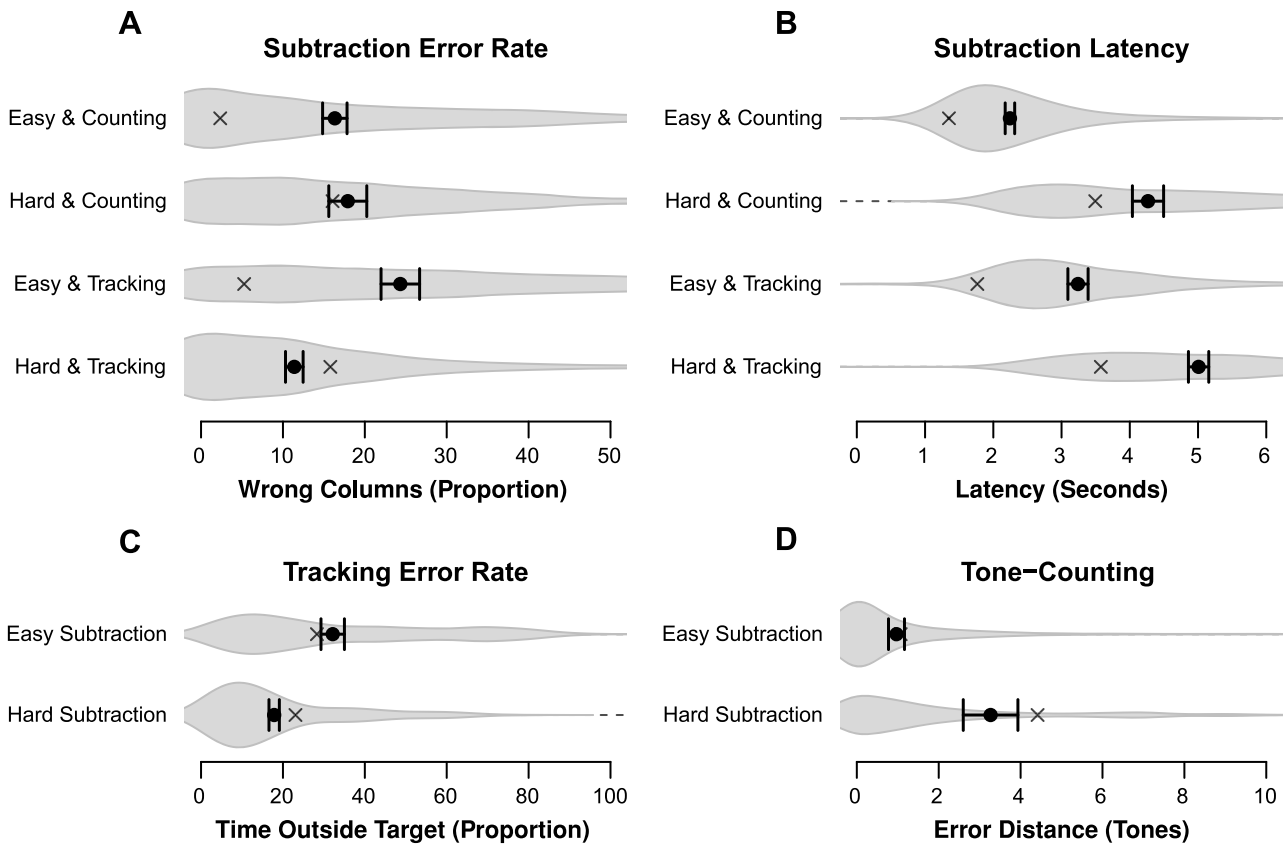 A
Subtraction Error Rate
Easy & Counting
Hard & Counting
Easy & Tracking
Hard & Tracking
0 10 20 30 40 50
Wrong Columns (Proportion)
B
Subtraction Latency
Easy & Counting
Hard & Counting
Easy & Tracking
Hard & Tracking
0 1 2 3 4 5 6
Latency (Seconds)
C
Tracking Error Rate
Easy Subtraction
Hard Subtraction
0 20 40 60 80 100
Time Outside Target (Proportion)
D
Tone−Counting
Easy Subtraction
Hard Subtraction
0 2 4 6 8 10
Error Distance (Tones)